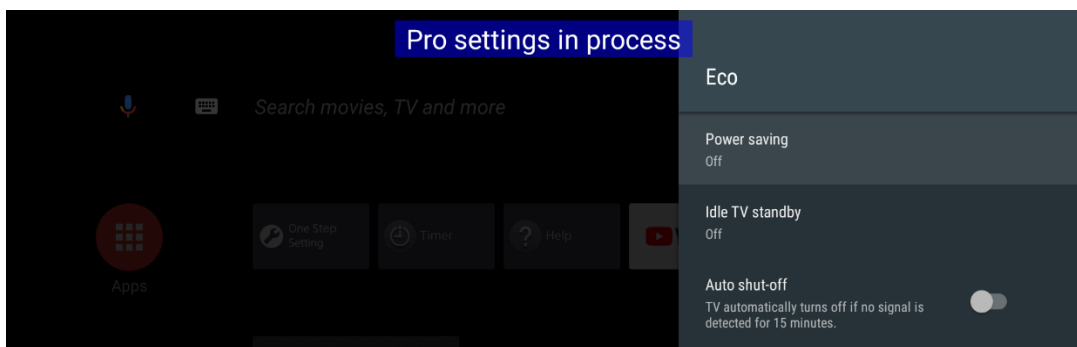 Pro settings in process
Eco
Search movies, TV and more
Power saving
Off
Idle TV standby
Off
One Step
Setting
Timer
Help
Apps
Auto shut-off
TV automatically turns off if no signal is
detected for 15 minutes.